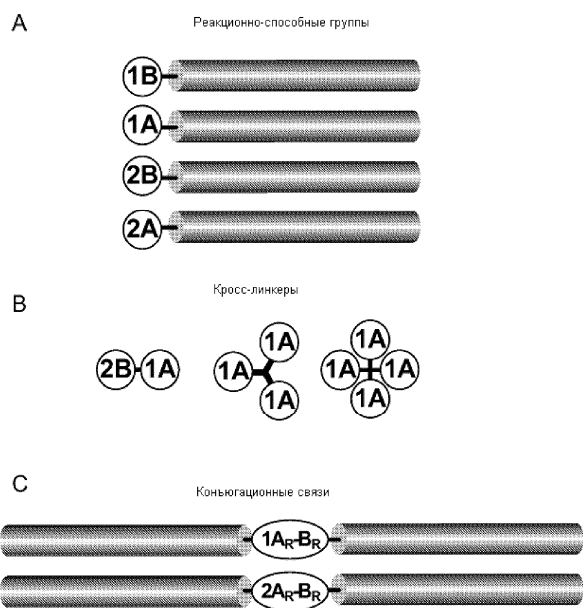 A
Реакционно-способные группы
1B
1A
2B
2A
Кросс-линкеры
B
2B 1A 1A 1A 1A 1A 1A 1A 1A
C
Конъюгационные связи
1AR-BR
2AR-BR